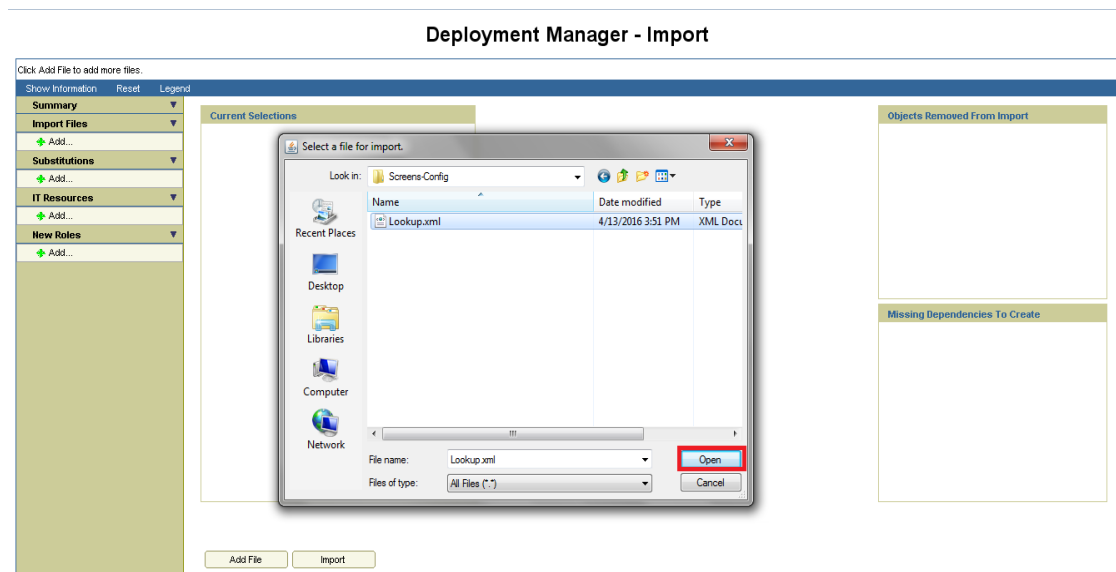 Deployment Manager - Import
Click Add File to add more files.
Show Information Reset Legend
Summary
Import Files
Add...
Substitutions
Add...
IT Resources
Add...
New Roles
Add...
Current Selections
Select a file for import.
Look in: Screens-Config
Name Date modified Type
Lookup.xml 4/13/2016 3:51 PM XML Docu
Recent Places
Desktop
Libraries
Computer
Network
File name: Lookup.xml Open
Files of type: All Files (*.*) Cancel
Objects Removed From Import
Missing Dependencies To Create
Add File Import